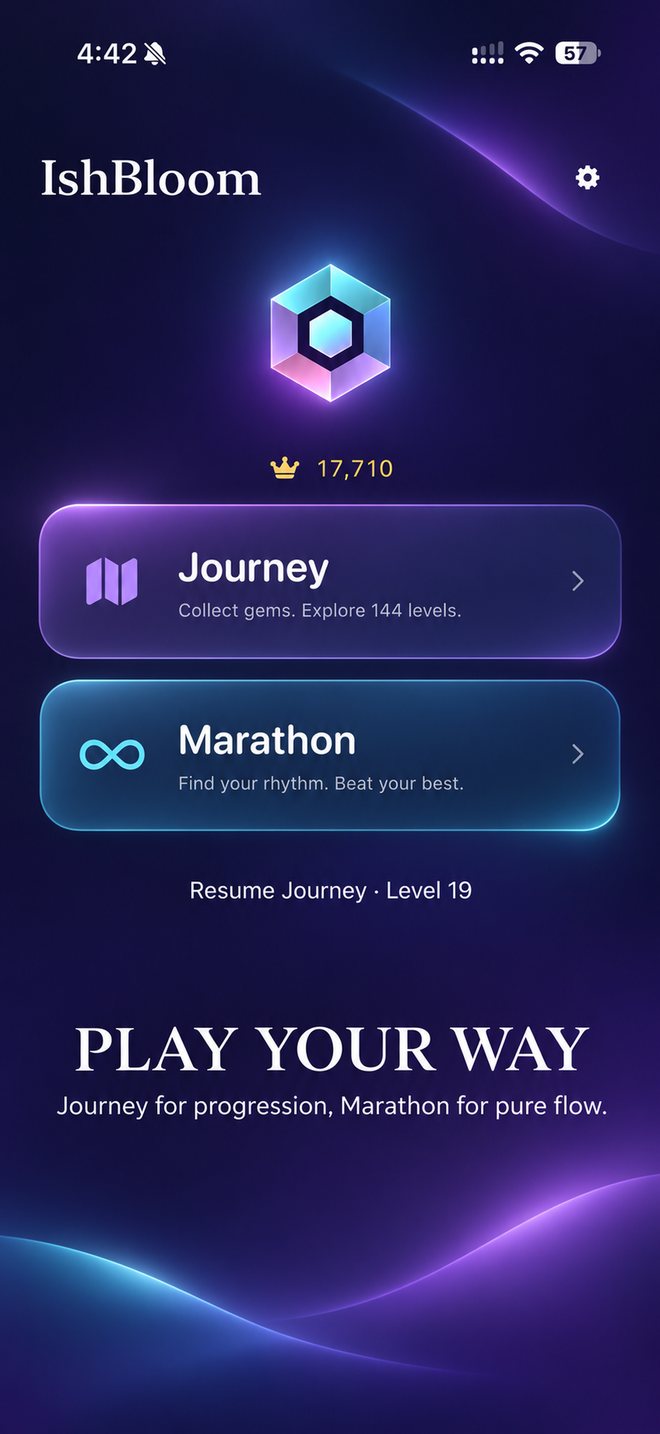 4:42
57
IshBloom
17,710
Journey
Collect gems. Explore 144 levels.
Marathon
Find your rhythm. Beat your best.
Resume Journey · Level 19
PLAY YOUR WAY
Journey for progression, Marathon for pure flow.